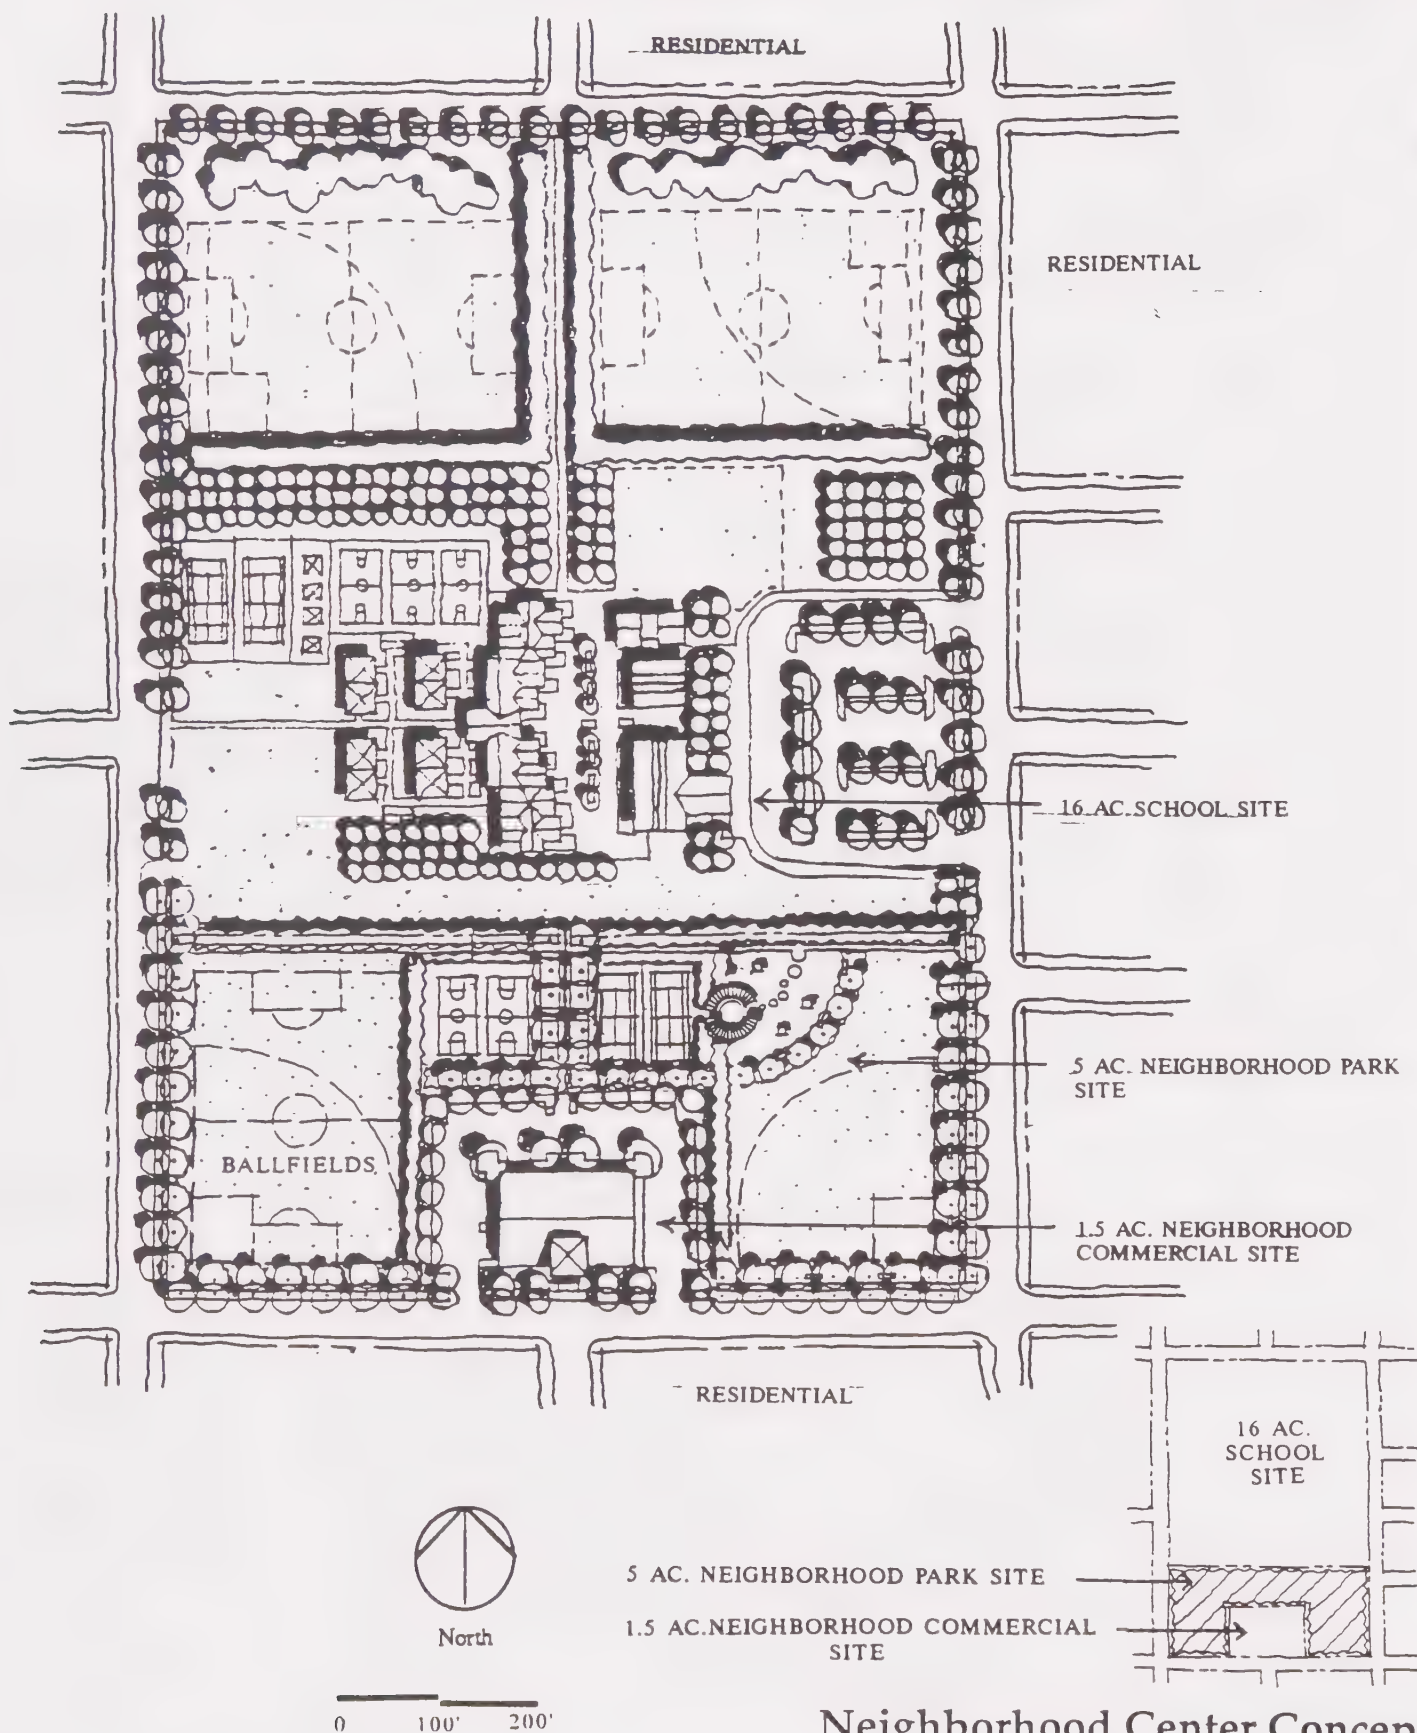 RESIDENTIAL
RESIDENTIAL
16 AC. SCHOOL SITE
5 AC. NEIGHBORHOOD PARK
SITE
BALLFIELDS
1.5 AC. NEIGHBORHOOD
COMMERCIAL SITE
RESIDENTIAL
16 AC.
SCHOOL
SITE
5 AC. NEIGHBORHOOD PARK SITE
1.5 AC.NEIGHBORHOOD COMMERCIAL
SITE
North
0 100' 200'
Neighborhood Center